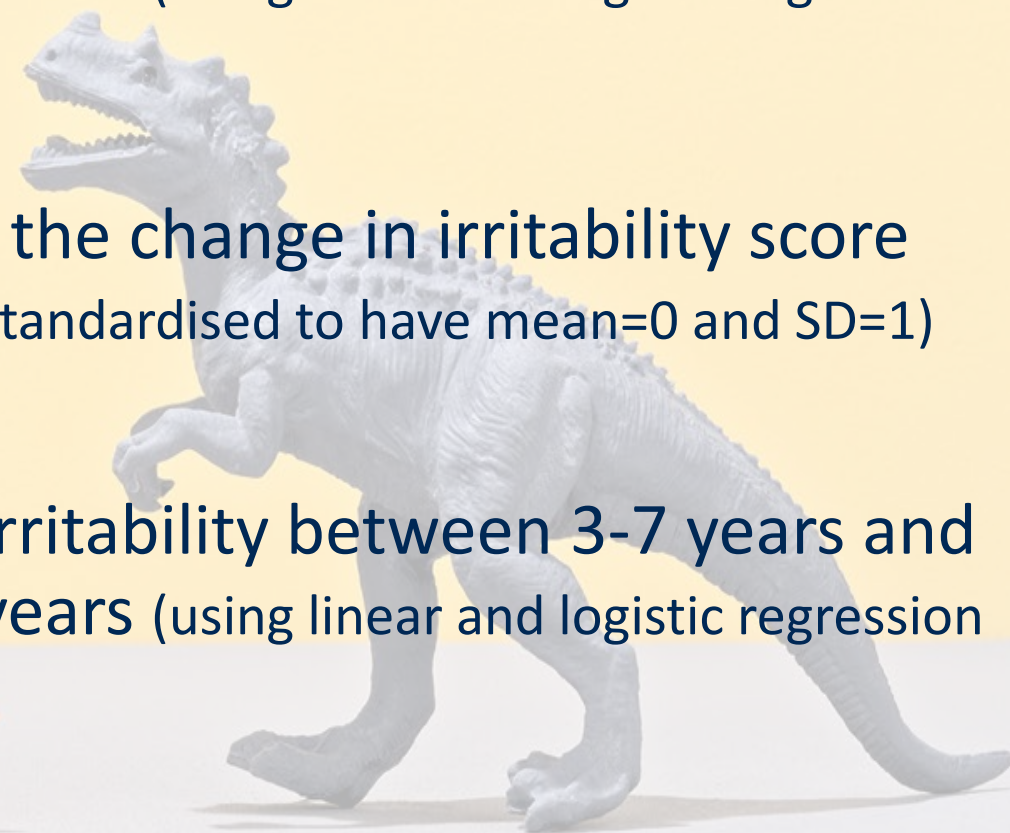 the change in irritability score
tandardised to have mean=0 and SD=1)
rritability between 3-7 years and
years (using linear and logistic regression